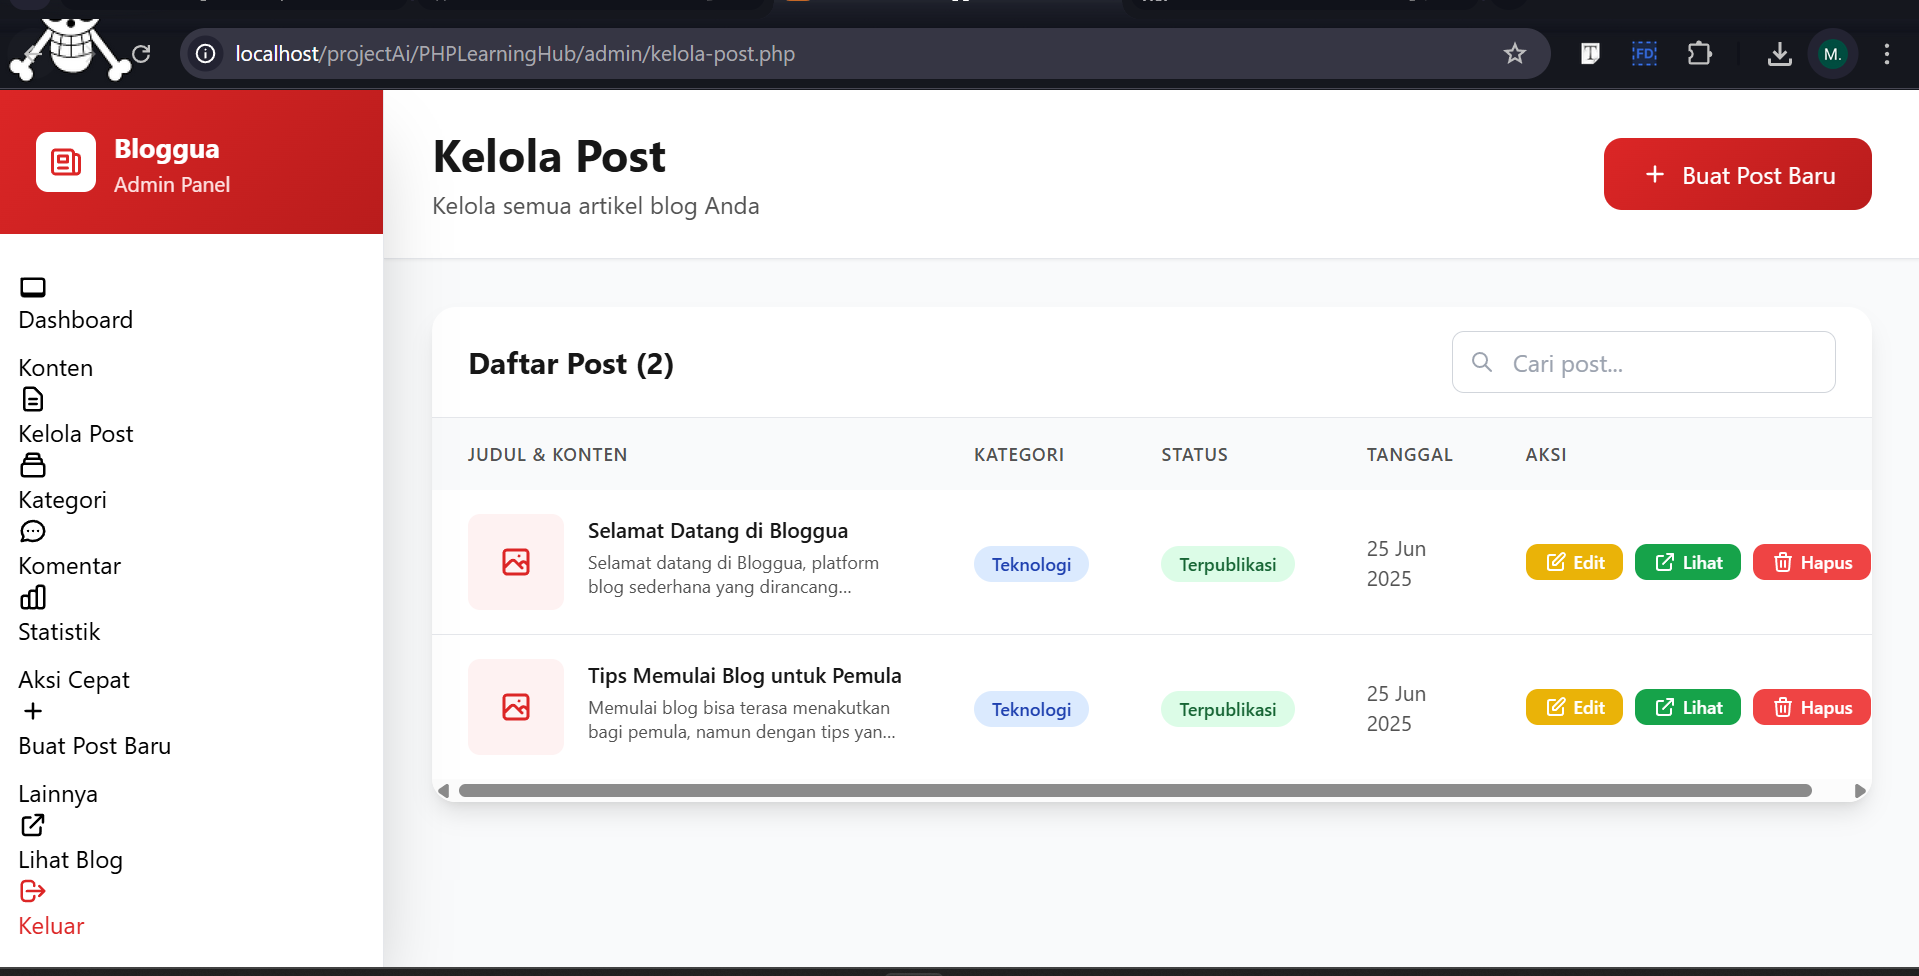 localhost/projectAi/PHPLearningHub/admin/kelola-post.php
FD
M.
Bloggua
Admin Panel
Dashboard
Konten
Kelola Post
Kategori
Komentar
Statistik
Aksi Cepat
Buat Post Baru
Lainnya
Lihat Blog
Keluar
Kelola Post
Kelola semua artikel blog Anda
+ Buat Post Baru
Daftar Post (2)
Cari post...
JUDUL & KONTEN KATEGORI STATUS TANGGAL AKSI
Selamat Datang di Bloggua
Selamat datang di Bloggua, platform
blog sederhana yang dirancang...
Teknologi
Terpublikasi
25 Jun
2025
Edit Lihat Hapus
Tips Memulai Blog untuk Pemula
Memulai blog bisa terasa menakutkan
bagi pemula, namun dengan tips yan...
Teknologi
Terpublikasi
25 Jun
2025
Edit Lihat Hapus